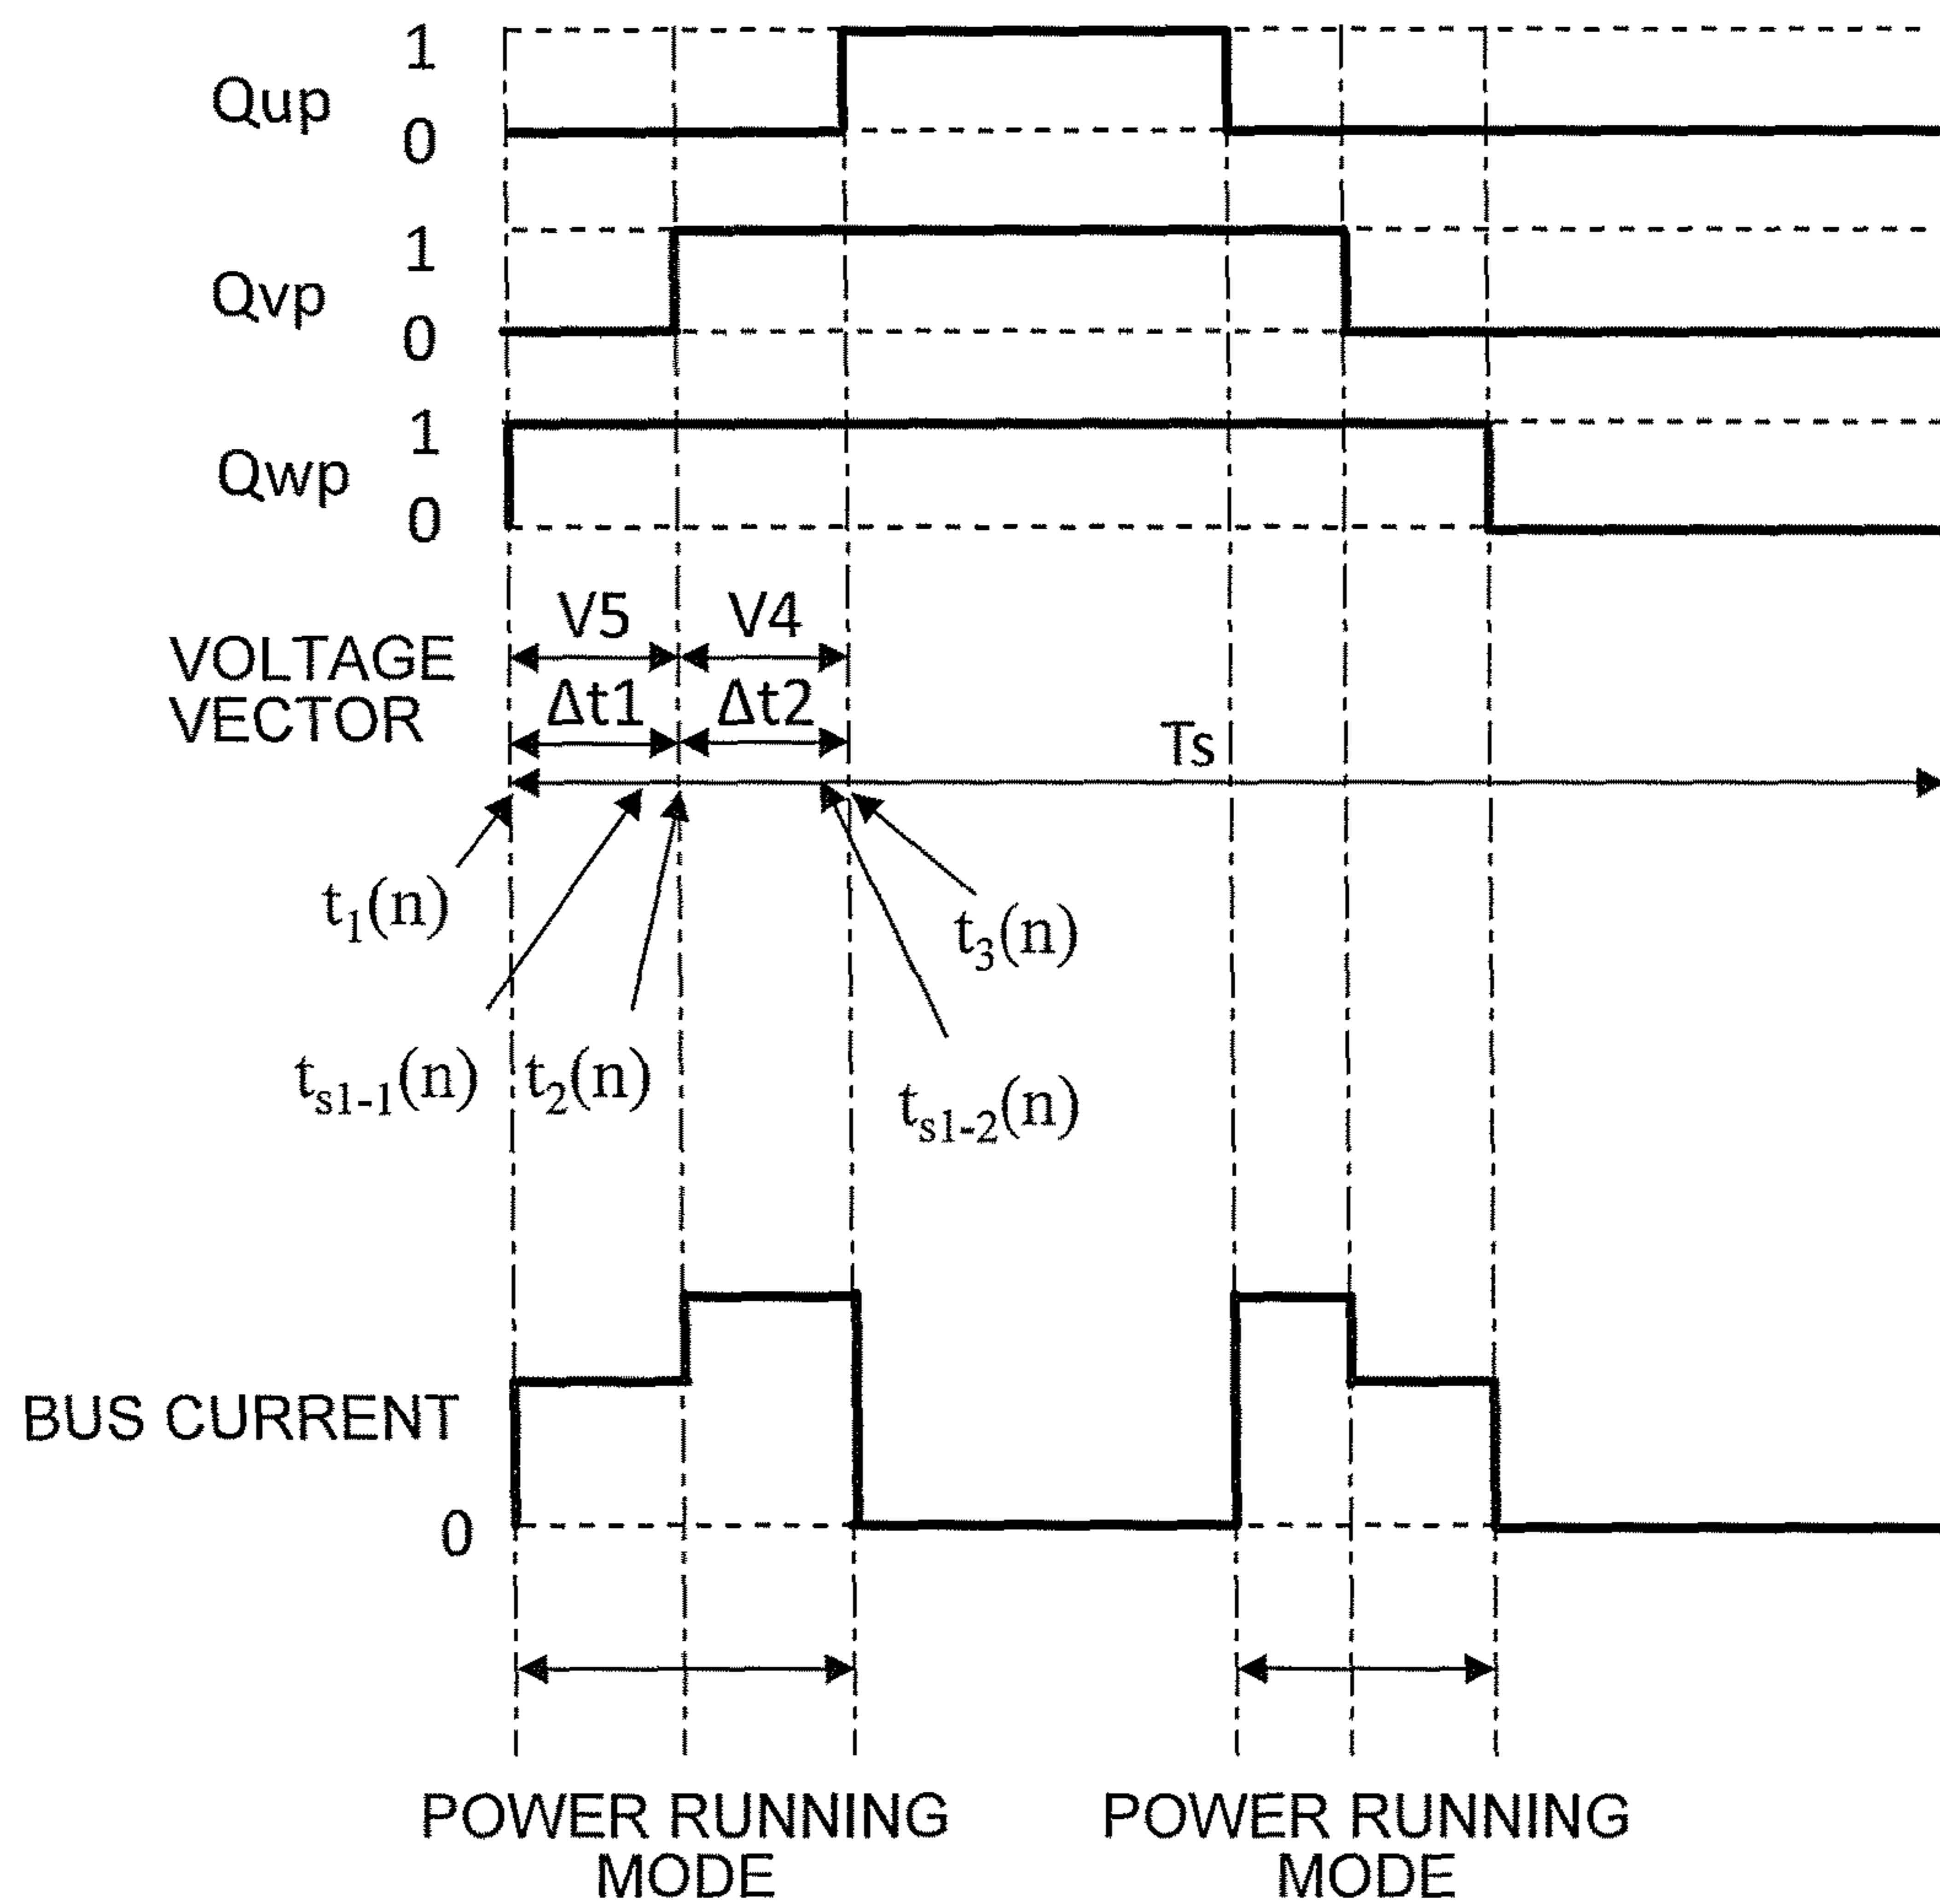 1
Qup
0
1
Qvp
0
1
Qwp
0
V5 V4
VOLTAGE
VECTOR
Δt1 Δt2
Ts
t1(n)
t3(n)
ts1-1(n) t2(n)
ts1-2(n)
BUS CURRENT
0
POWER RUNNING
MODE
POWER RUNNING
MODE